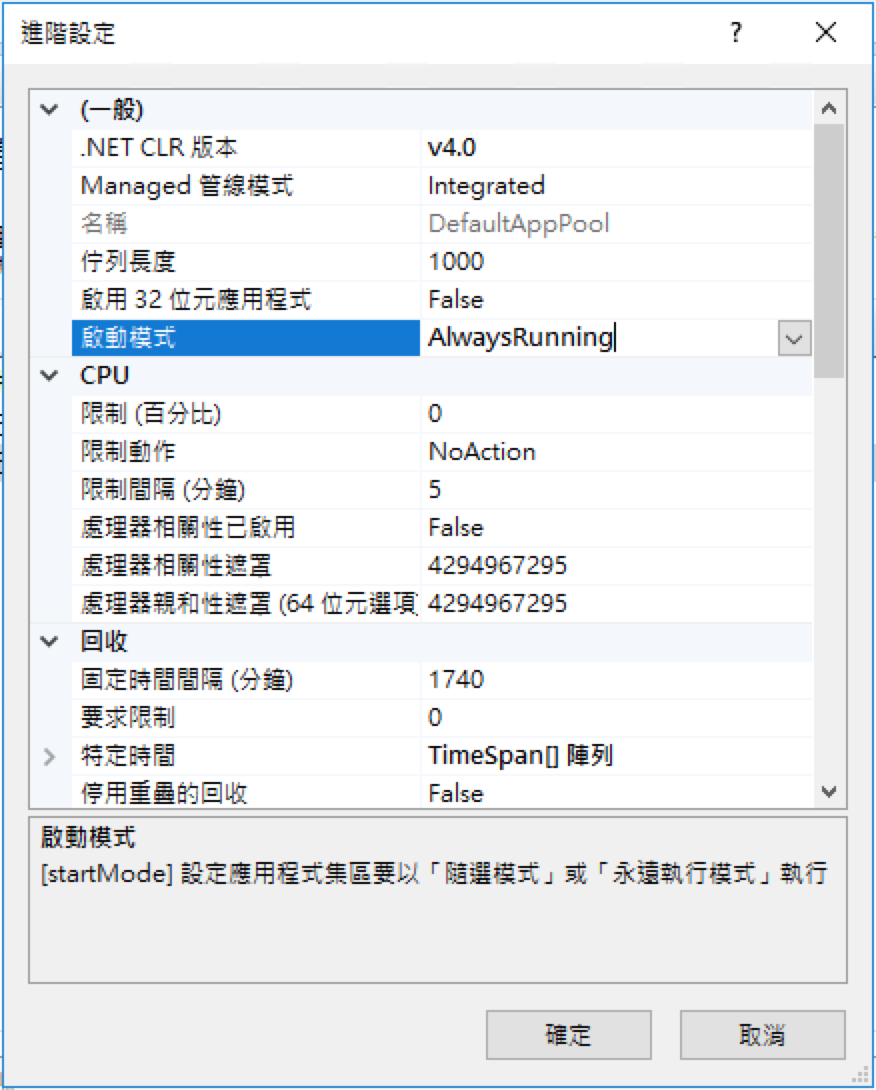 進階設定 ?
(一般)
.NET CLR 版本 v4.0
Managed 管線模式 Integrated
名稱 DefaultAppPool
佇列長度 1000
啟用 32 位元應用程式 False
啟動模式 AlwaysRunning
CPU
限制 (百分比) 0
限制動作 NoAction
限制間隔 (分鐘) 5
處理器相關性已啟用 False
處理器相關性遮罩 4294967295
處理器親和性遮罩 (64 位元選項) 4294967295
回收
固定時間間隔 (分鐘) 1740
要求限制 0
特定時間 TimeSpan[] 陣列
停用重疊的回收 False
啟動模式
[startMode] 設定應用程式集區要以「隨選模式」或「永遠執行模式」執行
確定 取消